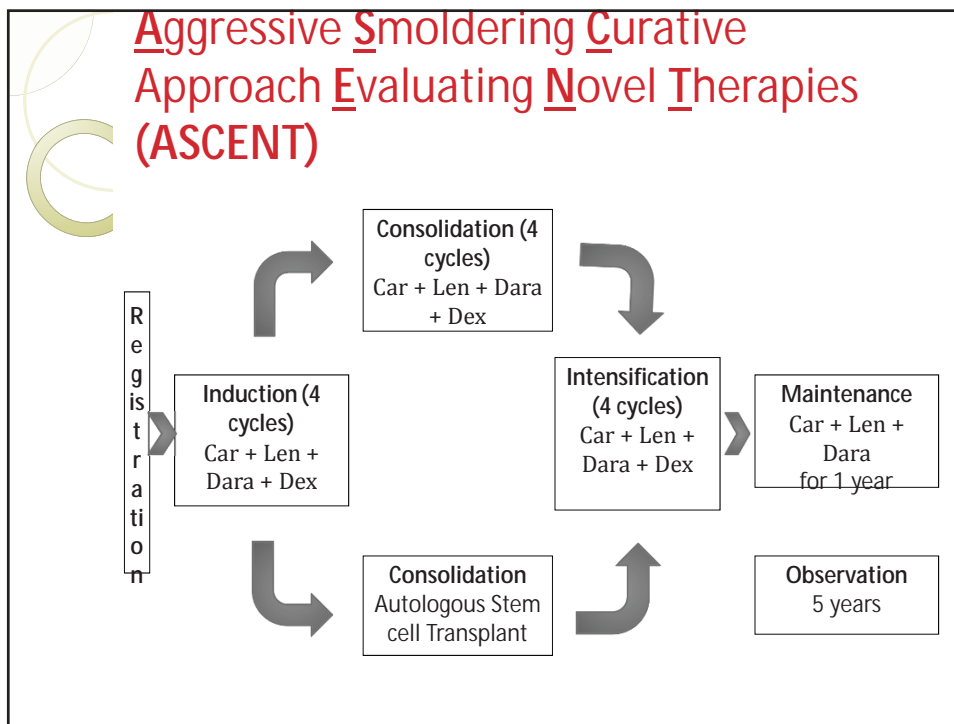 Aggressive Smoldering Curative
Approach Evaluating Novel Therapies
(ASCENT)
R
e
g
is
t
r
a
ti
o
n
Induction (4
cycles)
Car + Len +
Dara + Dex
Consolidation (4
cycles)
Car + Len + Dara
+ Dex
Consolidation
Autologous Stem
cell Transplant
Intensification
(4 cycles)
Car + Len +
Dara + Dex
Maintenance
Car + Len +
Dara
for 1 year
Observation
5 years